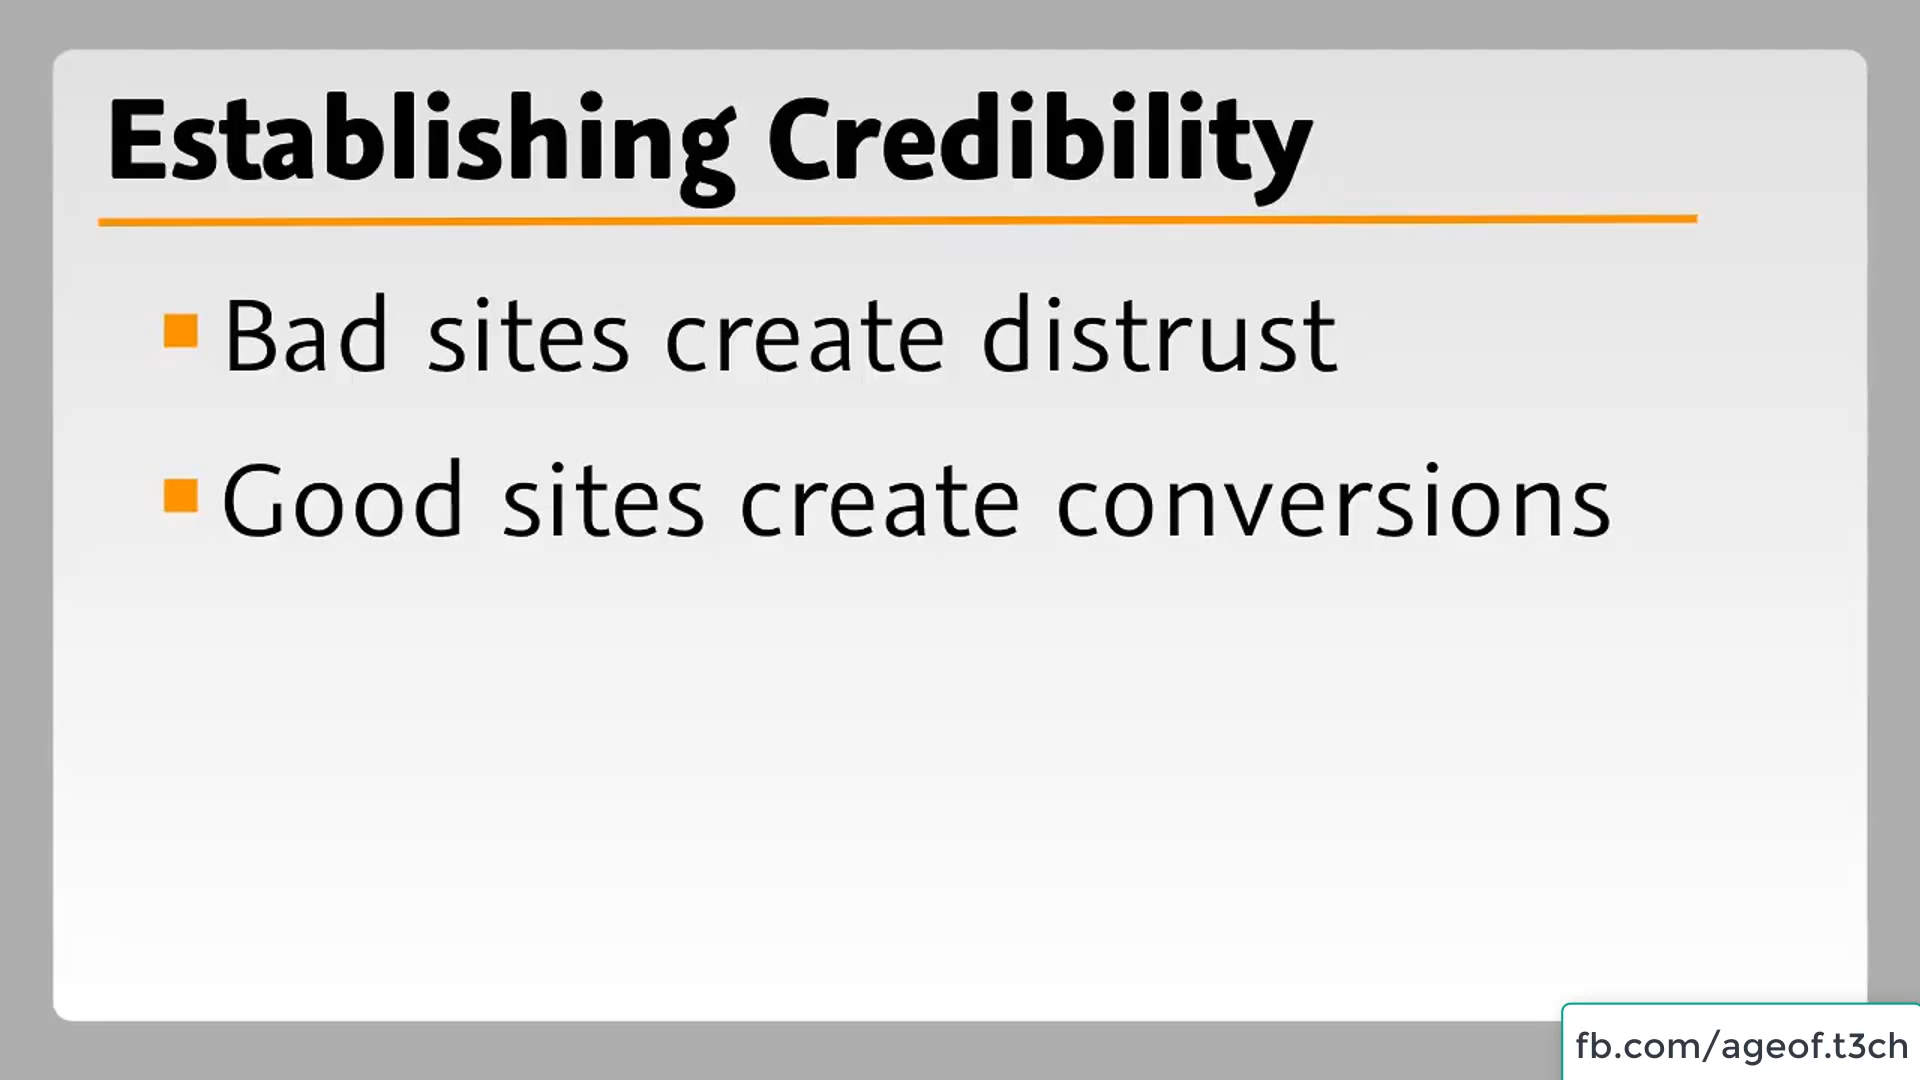 Establishing Credibility
Bad sites create distrust
Good sites create conversions
fb.com/ageof.t3ch